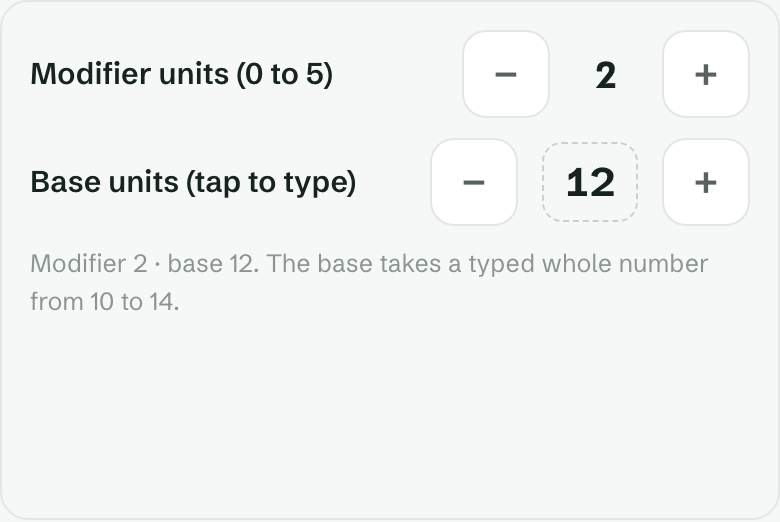 Modifier units (0 to 5) − 2 +
Base units (tap to type) − 12 +
Modifier 2 · base 12. The base takes a typed whole number
from 10 to 14.